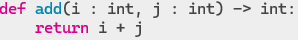 def add(i : int, j : int) -> int:
    return i + j